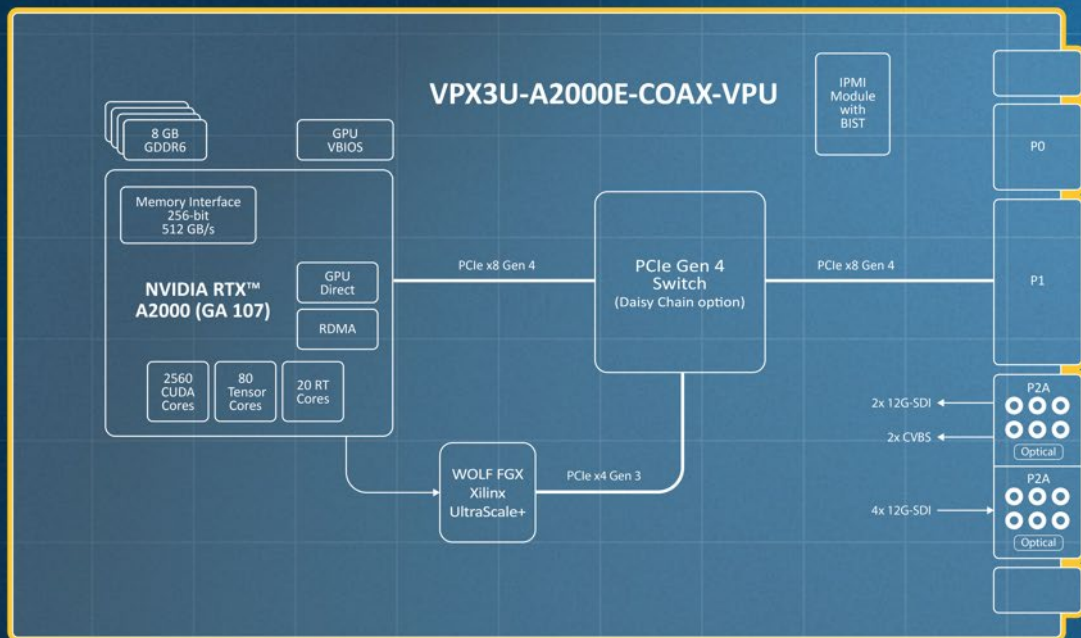 VPX3U-A2000E-COAX-VPU
IPMI
Module
with
BIST
8 GB
GDDR6
GPU
VBIOS
P0
Memory Interface
256-bit
512 GB/s
NVIDIA RTX™
A2000 (GA 107)
GPU
Direct
RDMA
2560
CUDA
Cores
80
Tensor
Cores
20 RT
Cores
PCIe x8 Gen 4
PCIe Gen 4
Switch
(Daisy Chain option)
PCIe x8 Gen 4
P1
WOLF FGX
Xilinx
UltraScale+
PCIe x4 Gen 3
2x 12G-SDI
2x CVBS
P2A
Optical
4x 12G-SDI
P2A
Optical